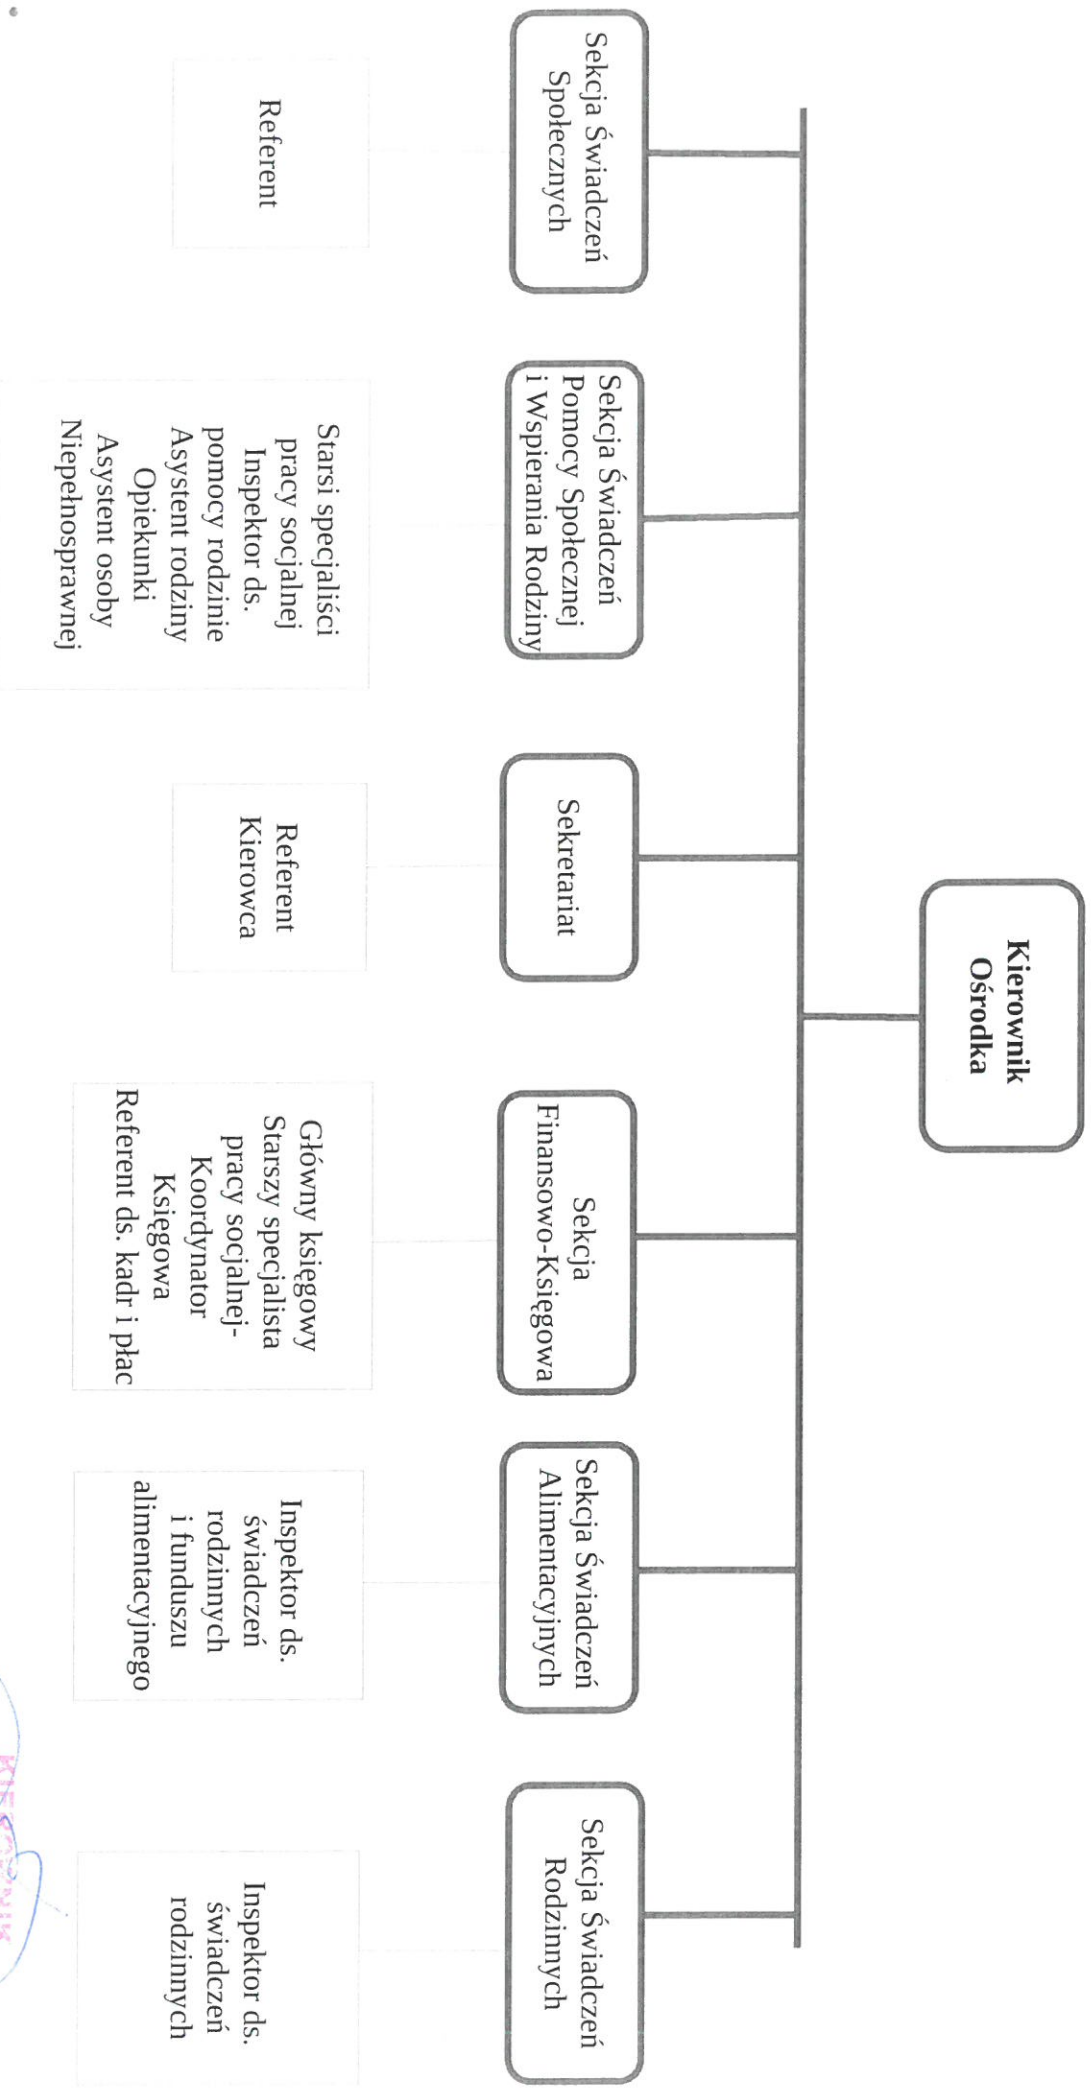 Kierownik
Ośrodka
Sekcja Świadczeń
Społecznych
Sekcja Świadczeń
Pomocy Społecznej
i Wspierania Rodziny
Sekretariat
Sekcja
Finansowo-Księgowa
Sekcja Świadczeń
Alimentacyjnych
Sekcja Świadczeń
Rodzinnych
Referent
Starsi specjaliści
pracy socjalnej
Inspektor ds.
pomocy rodzinie
Asystent rodziny
Opiekunki
Asystent osoby
Niepełnosprawnej
Referent
Kierowca
Główny księgowy
Starszy specjalista
pracy socjalnej-
Koordynator
Księgowa
Referent ds. kadr i płac
Inspektor ds.
świadczeń
rodzinnych
i funduszu
alimentacyjnego
Inspektor ds.
świadczeń
rodzinnych
KIEROWNIK